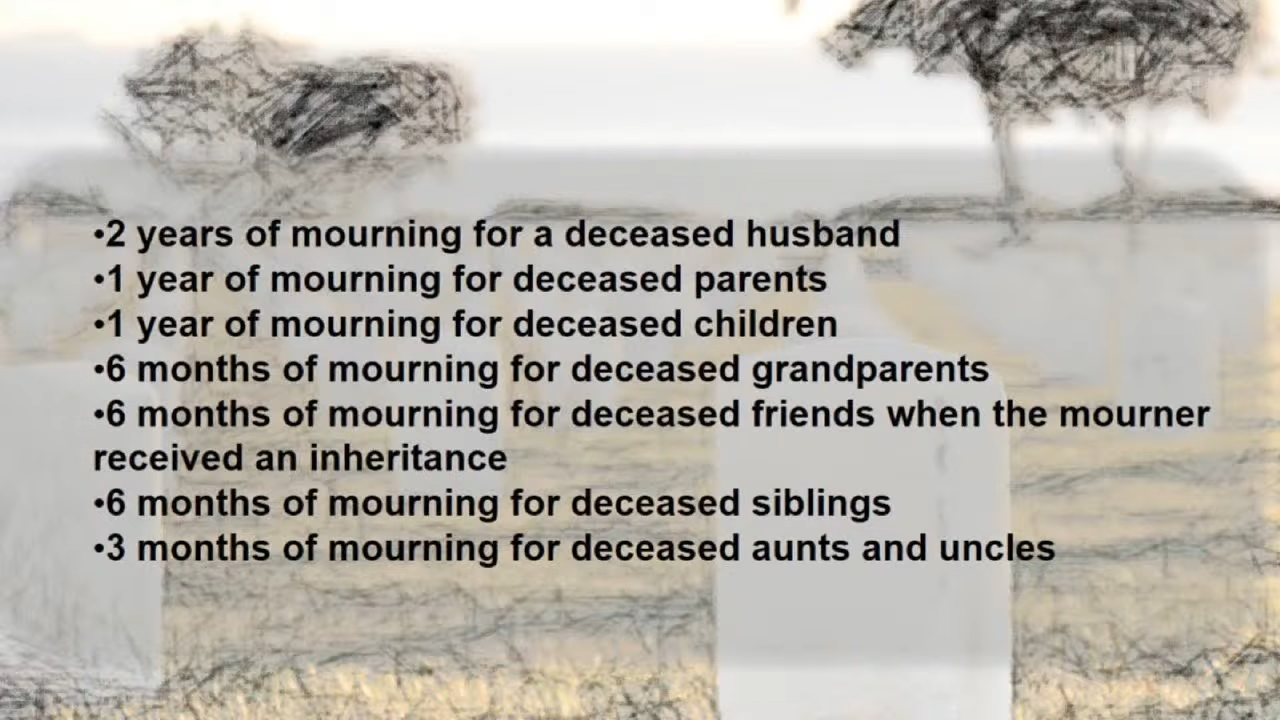 •2 years of mourning for a deceased husband
•1 year of mourning for deceased parents
•1 year of mourning for deceased children
•6 months of mourning for deceased grandparents
•6 months of mourning for deceased friends when the mourner
received an inheritance
•6 months of mourning for deceased siblings
•3 months of mourning for deceased aunts and uncles